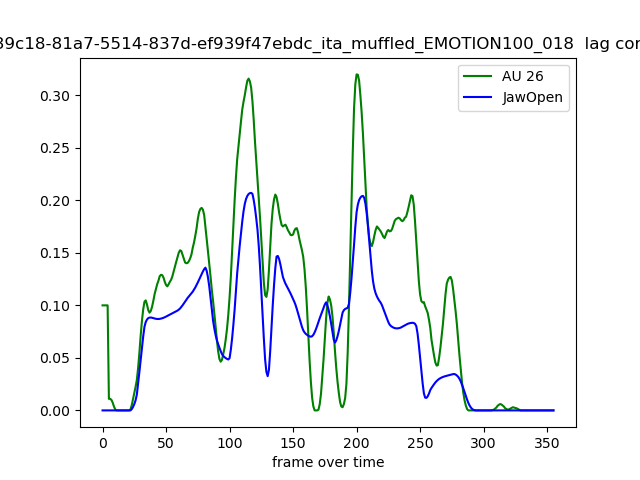 39c18-81a7-5514-837d-ef939f47ebdc_ita_muffled_EMOTION100_018 lag cor
AU 26
JawOpen
0.30
0.25
0.20
0.15
0.10
0.05
0.00
0 50 100 150 200 250 300 350
frame over time